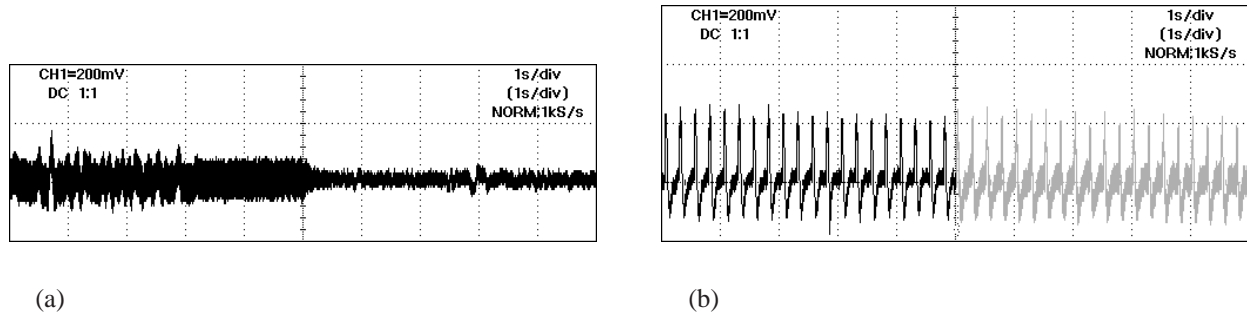 CH1=200mV
DC 1:1
1s/div
(1s/div)
NORM:1kS/s
CH1=200mV
DC 1:1
1s/div
(1s/div)
NORM:1kS/s
(a)
(b)